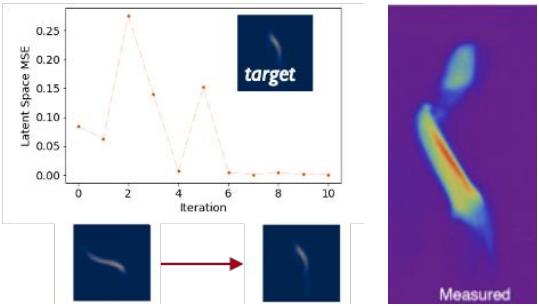 Latent Space MSE
0.25
0.20
0.15
0.10
0.05
0.00
target
0 2 4 6 8 10
Iteration
Measured